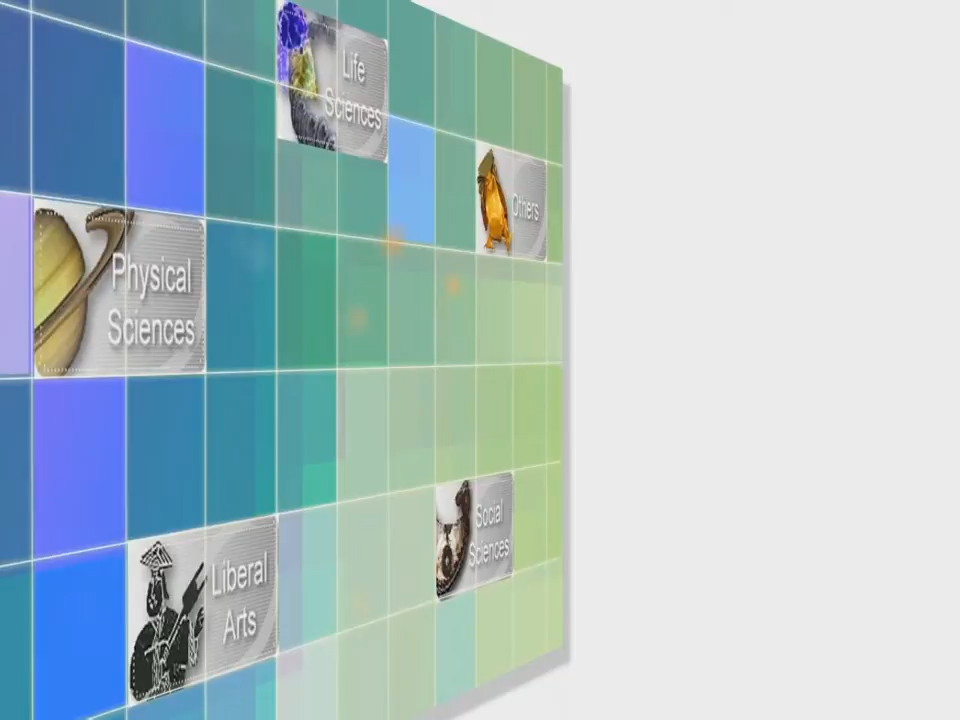 Life
Sciences
Others
Physical
Sciences
Social
Sciences
Liberal
Arts